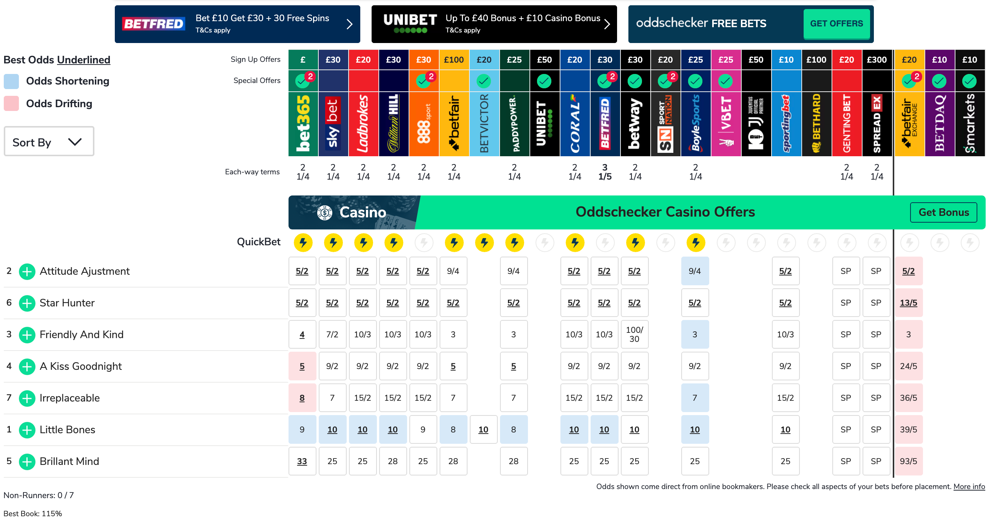 BETFRED Bet £10 Get £30 + 30 Free Spins
T&Cs apply
UNIBET Up To £40 Bonus + £10 Casino Bonus
T&Cs apply
oddschecker FREE BETS GET OFFERS
Best Odds Underlined
Odds Shortening
Odds Drifting
Sort By
Sign Up Offers £ £30 £20 £30 £30 £100 £20 £25 £50 £20 £30 £30 £20 £25 £25 £50 £10 £100 £20 £300 £20 £10 £10
Special Offers 2 2 2 2 2
bet365
sky bet
Ladbrokes
William HILL
888sport
betfair
BETVICTOR
PADDYPOWER.
UNIBET
CORAL
BETFRED
betway
SN SPORT NATION
BoyleSports
VBET
K BET JJ JUVENTUS OFFICIAL PARTNER
sportingbet
BETHARD
GENTINGBET
SPREAD EX
betfair EXCHANGE
BETDAQ
smarkets
Each-way terms
2 2 2 2 2 2 2 2 3 2 2 2 2
1/4 1/4 1/4 1/4 1/4 1/4 1/4 1/4 1/5 1/4 1/4 1/4 1/4
Casino Oddschecker Casino Offers Get Bonus
QuickBet
2 Attitude Ajustment 5/2 5/2 5/2 5/2 5/2 9/4 9/4 5/2 5/2 5/2 9/4 5/2 SP SP 5/2
6 Star Hunter 5/2 5/2 5/2 5/2 5/2 5/2 5/2 5/2 5/2 5/2 5/2 5/2 SP SP 13/5
3 Friendly And Kind 4 7/2 10/3 10/3 10/3 3 3 10/3 10/3 100/30 3 10/3 SP SP 3
4 A Kiss Goodnight 5 9/2 9/2 9/2 9/2 5 5 9/2 9/2 9/2 9/2 9/2 SP SP 24/5
7 Irreplaceable 8 7 15/2 15/2 15/2 7 7 15/2 15/2 15/2 7 15/2 SP SP 36/5
1 Little Bones 9 10 10 10 9 8 10 8 10 10 10 10 10 SP SP 39/5
5 Brillant Mind 33 25 25 28 25 28 28 25 25 25 25 25 SP SP 93/5
Odds shown come direct from online bookmakers. Please check all aspects of your bets before placement. More info
Non-Runners: 0 / 7
Best Book: 115%